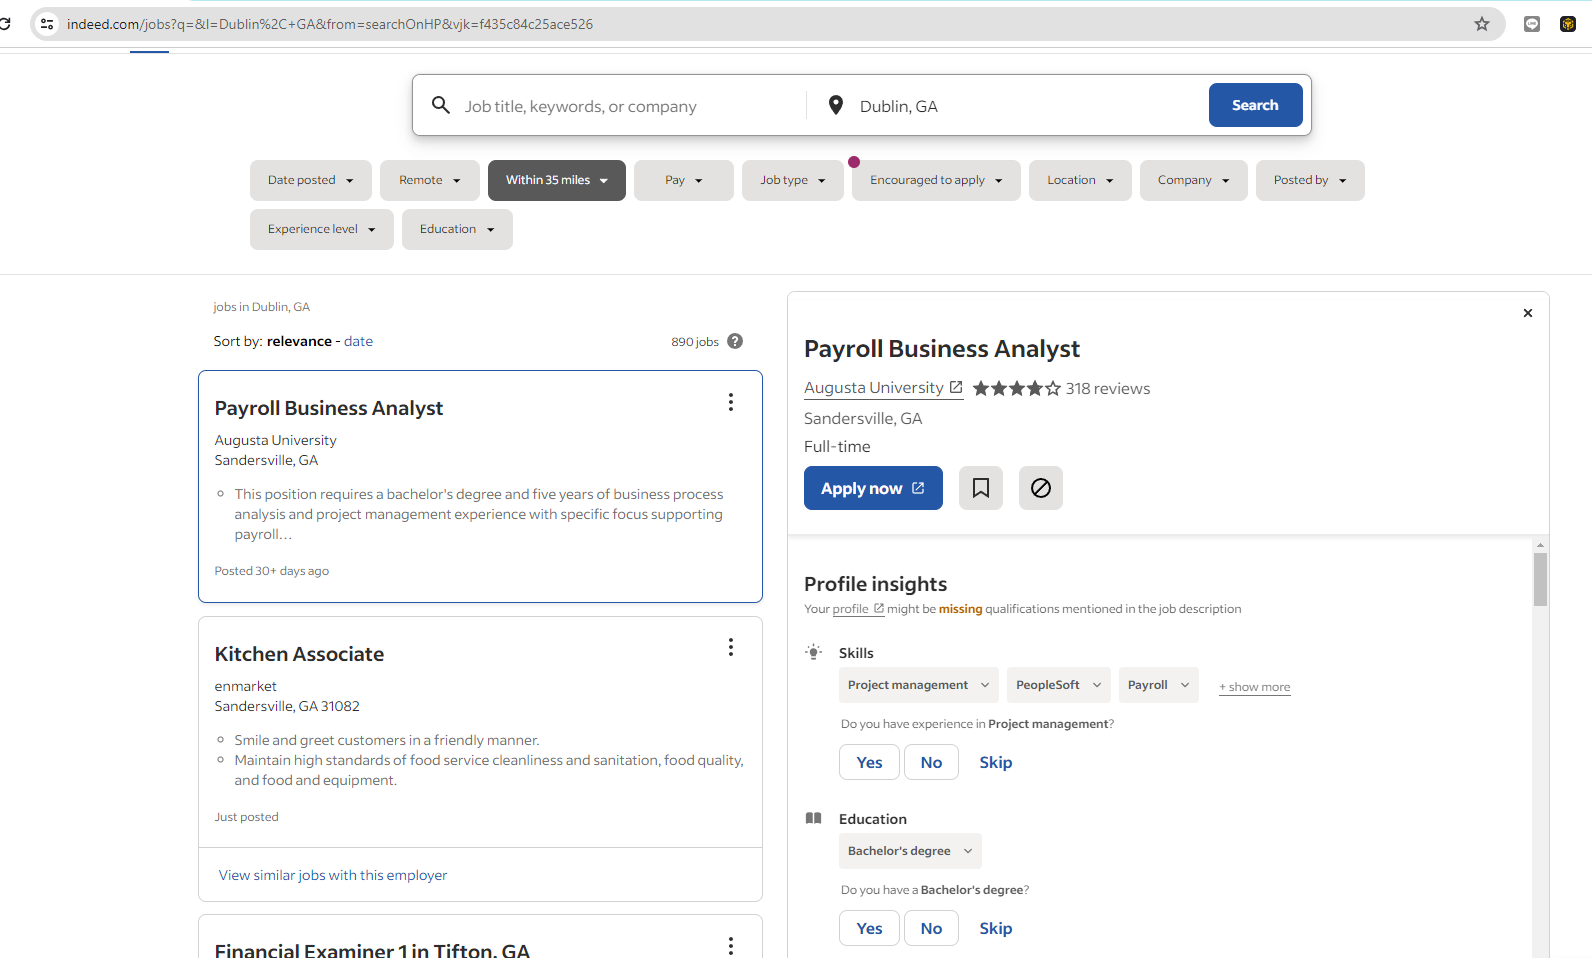 indeed.com/jobs?q=&l=Dublin%2C+GA&from=searchOnHP&vjk=f435c84c25ace526
Job title, keywords, or company
Dublin, GA
Search
Date posted
Remote
Within 35 miles
Pay
Job type
Encouraged to apply
Location
Company
Posted by
Experience level
Education
jobs in Dublin, GA
Sort by: relevance - date
890 jobs
?
Payroll Business Analyst
Augusta University
Sandersville, GA
This position requires a bachelor's degree and five years of business process
analysis and project management experience with specific focus supporting
payroll...
Posted 30+ days ago
Kitchen Associate
enmarket
Sandersville, GA 31082
Smile and greet customers in a friendly manner.
Maintain high standards of food service cleanliness and sanitation, food quality,
and food and equipment.
Just posted
View similar jobs with this employer
Financial Examiner 1 in Tifton, GA
Payroll Business Analyst
Augusta University 318 reviews
Sandersville, GA
Full-time
Apply now
Profile insights
Your profile might be missing qualifications mentioned in the job description
Skills
Project management
PeopleSoft
Payroll
+ show more
Do you have experience in Project management?
Yes
No
Skip
Education
Bachelor's degree
Do you have a Bachelor's degree?
Yes
No
Skip